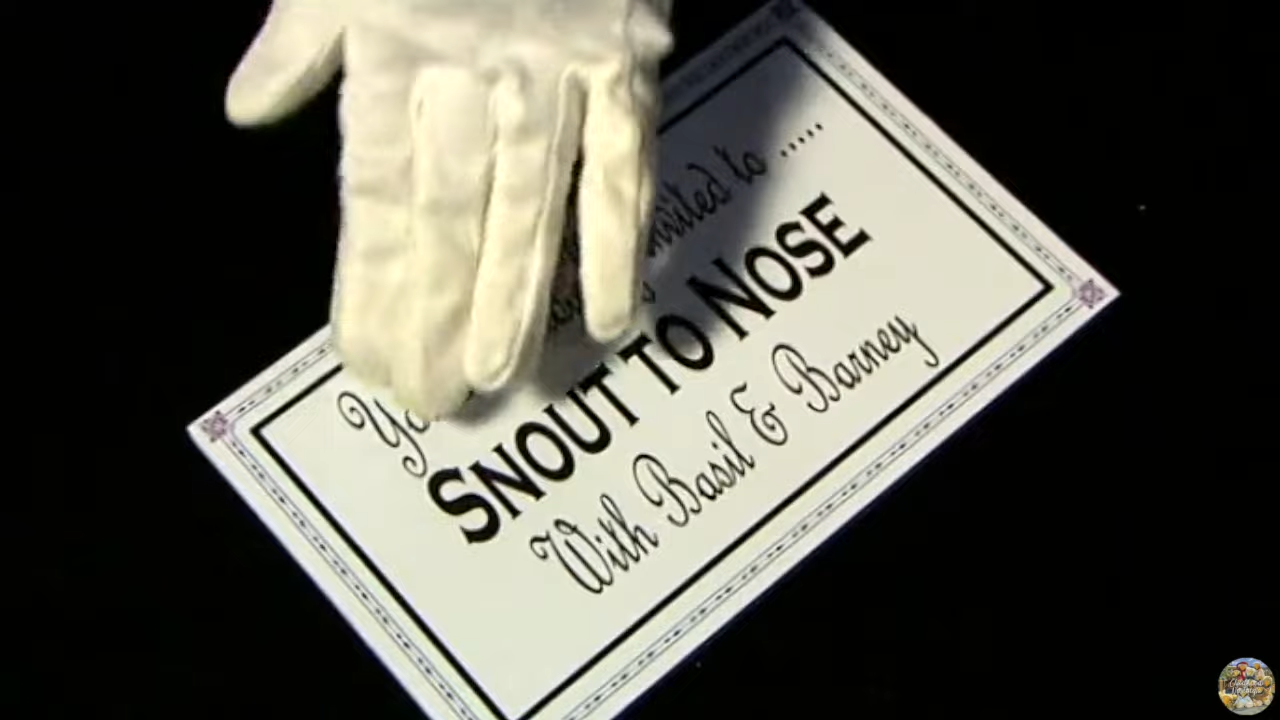 invited to .....
SNOUT TO NOSE
With Basil & Barney